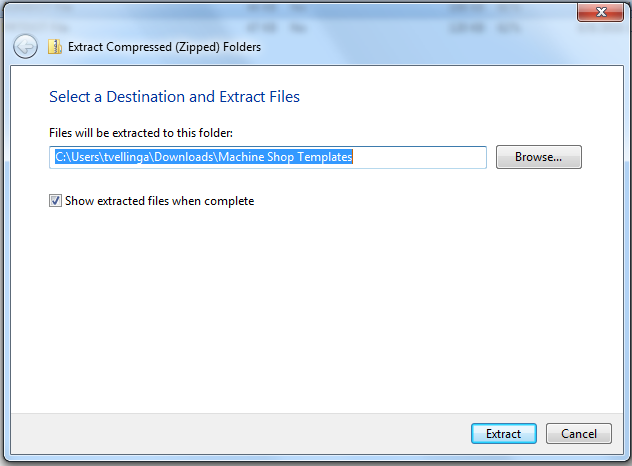 Extract Compressed (Zipped) Folders
Select a Destination and Extract Files
Files will be extracted to this folder:
C:\Users\tvellinga\Downloads\Machine Shop Templates
Browse...
Show extracted files when complete
Extract
Cancel